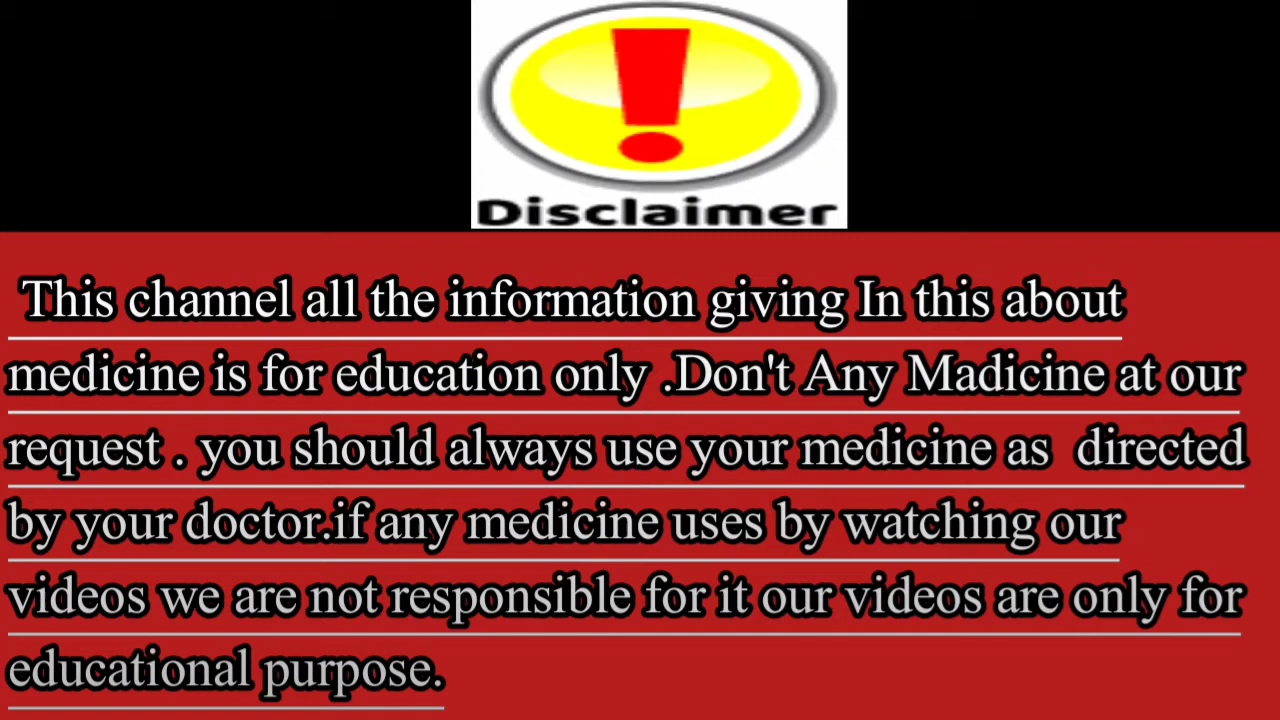 Disclaimer
This channel all the information giving In this about
medicine is for education only .Don't Any Madicine at our
request . you should always use your medicine as directed
by your doctor.if any medicine uses by watching our
videos we are not responsible for it our videos are only for
educational purpose.